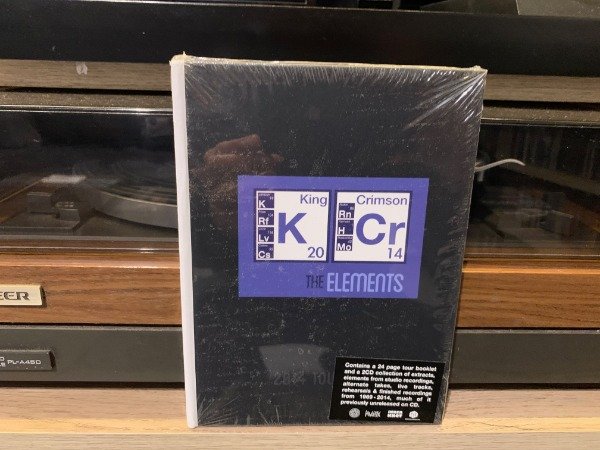 King
Crimson
K
Rf
Lv
Cs
K
20
Rn
H
Mo
Cr
14
THE ELEMENTS
EER
PL-A450
Contains a 24 page tour booklet
and a 2CD collection of extracts,
elements from studio recordings,
alternate takes, live tracks,
rehearsals & finished recordings
from 1969-2014, much of it
previously unreleased on CD.